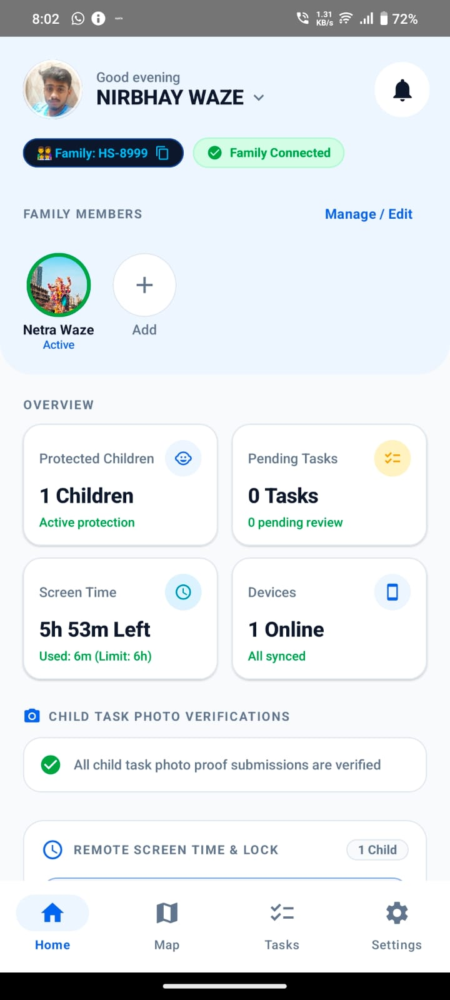 8:02
1.31
KB/s
72%
Good evening
NIRBHAY WAZE
Family: HS-8999
Family Connected
FAMILY MEMBERS
Manage / Edit
Netra Waze
Active
Add
OVERVIEW
Protected Children
1 Children
Active protection
Pending Tasks
0 Tasks
0 pending review
Screen Time
5h 53m Left
Used: 6m (Limit: 6h)
Devices
1 Online
All synced
CHILD TASK PHOTO VERIFICATIONS
All child task photo proof submissions are verified
REMOTE SCREEN TIME & LOCK
1 Child
Home
Map
Tasks
Settings